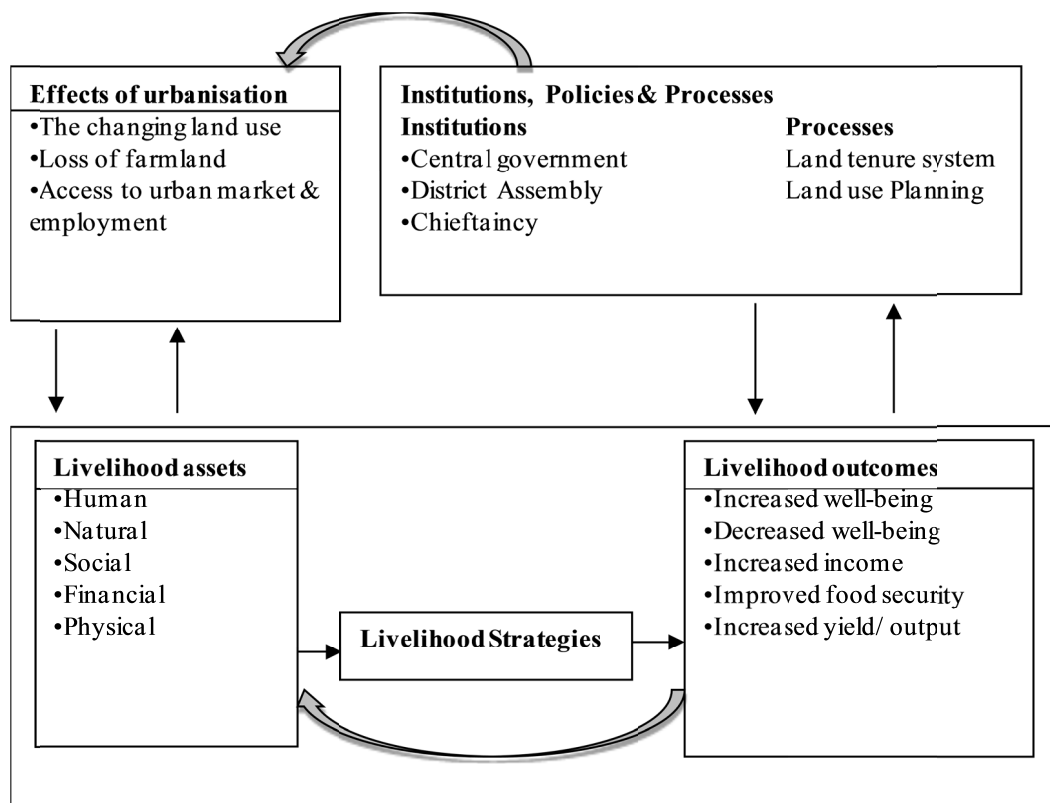 Effects of urbanisation
•The changing land use
•Loss of farmland
•Access to urban market &
employment
Institutions, Policies & Processes
Institutions
•Central government
•District Assembly
•Chieftaincy
Processes
Land tenure system
Land use Planning
Livelihood assets
•Human
•Natural
•Social
•Financial
•Physical
Livelihood Strategies
Livelihood outcomes
•Increased well-being
•Decreased well-being
•Increased income
•Improved food security
•Increased yield/ output